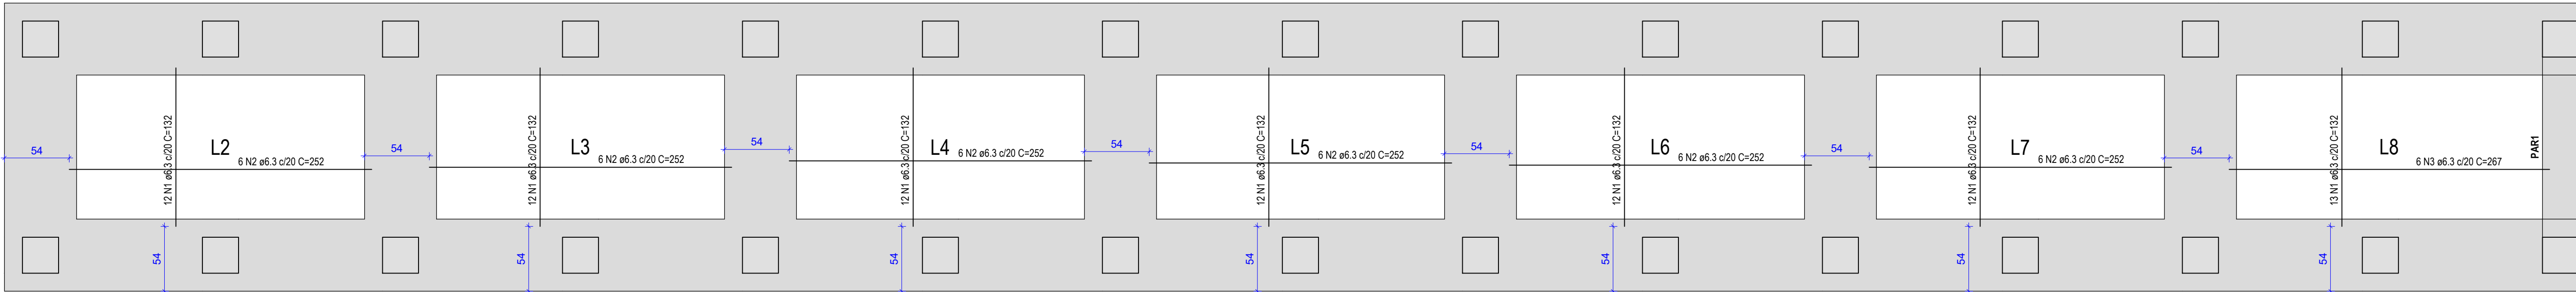 54
12 N1 ø6.3 c/20 C=132
L2
6 N2 ø6.3 c/20 C=252
54
54
12 N1 ø6.3 c/20 C=132
L3
6 N2 ø6.3 c/20 C=252
54
54
12 N1 ø6.3 c/20 C=132
L4
6 N2 ø6.3 c/20 C=252
54
54
12 N1 ø6.3 c/20 C=132
L5
6 N2 ø6.3 c/20 C=252
54
54
12 N1 ø6.3 c/20 C=132
L6
6 N2 ø6.3 c/20 C=252
54
54
12 N1 ø6.3 c/20 C=132
L7
6 N2 ø6.3 c/20 C=252
54
54
13 N1 ø6.3 c/20 C=132
L8
6 N3 ø6.3 c/20 C=267
54
PAR1